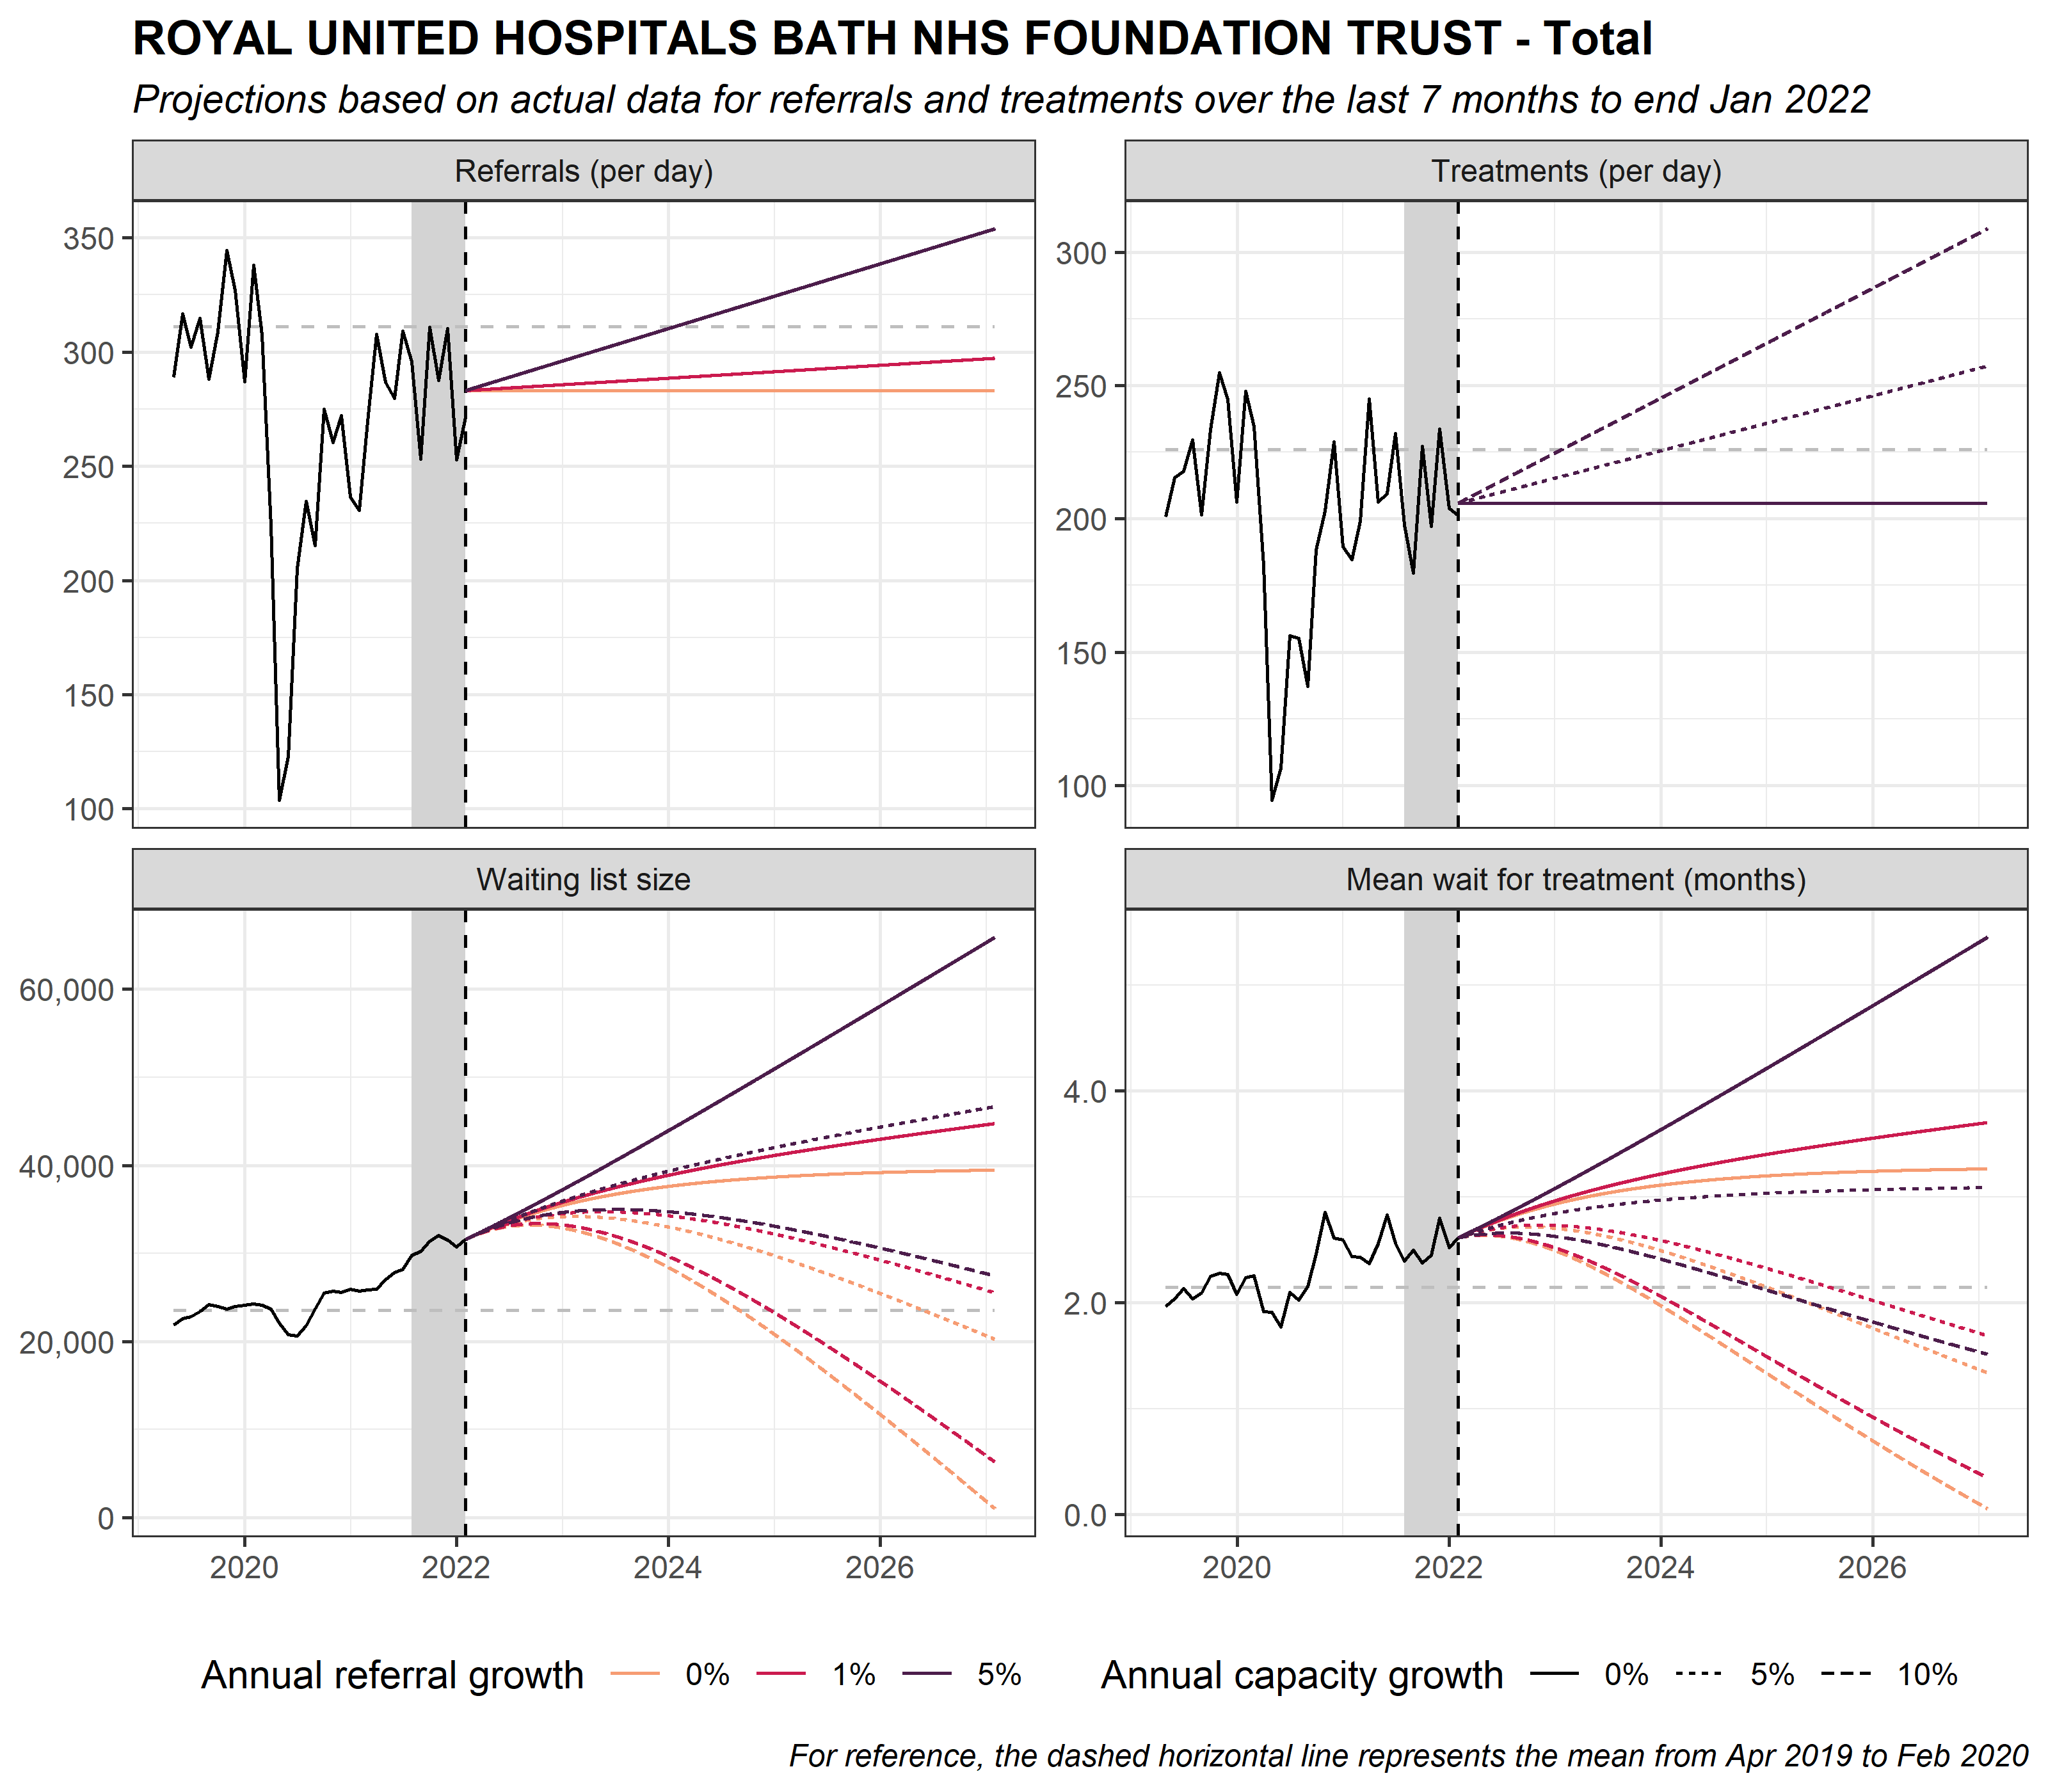 ROYAL UNITED HOSPITALS BATH NHS FOUNDATION TRUST - Total
Projections based on actual data for referrals and treatments over the last 7 months to end Jan 2022
Referrals (per day)
350
300
250
200
150
100
Treatments (per day)
300
250
200
150
100
Waiting list size
60,000
40,000
20,000
0
2020 2022 2024 2026
Mean wait for treatment (months)
4.0
2.0
0.0
2020 2022 2024 2026
Annual referral growth 0% 1% 5%
Annual capacity growth 0% 5% 10%
For reference, the dashed horizontal line represents the mean from Apr 2019 to Feb 2020